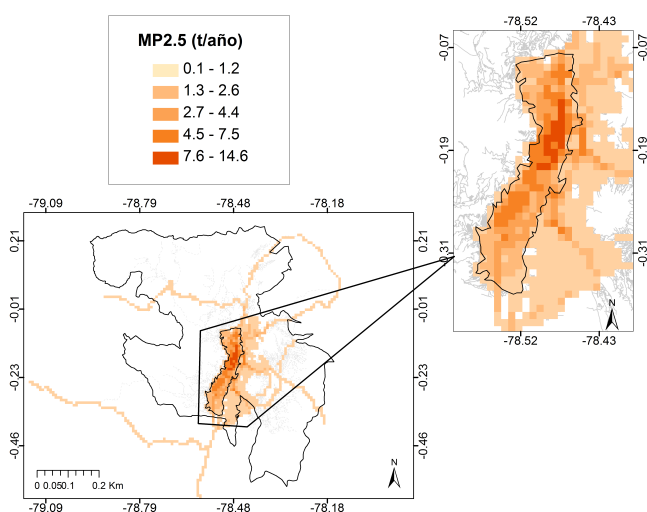 MP2.5 (t/año)
0.1 - 1.2
1.3 - 2.6
2.7 - 4.4
4.5 - 7.5
7.6 - 14.6
-78.52 -78.43
-0.07 -0.07
-0.19 -0.19
-0.31 -0.31
N
-78.52 -78.43
-79.09 -78.79 -78.48 -78.18
0.21 0.21
-0.01 -0.01
-0.23 -0.23
-0.46 -0.46
N
0 0.050.1 0.2 Km
-79.09 -78.79 -78.48 -78.18